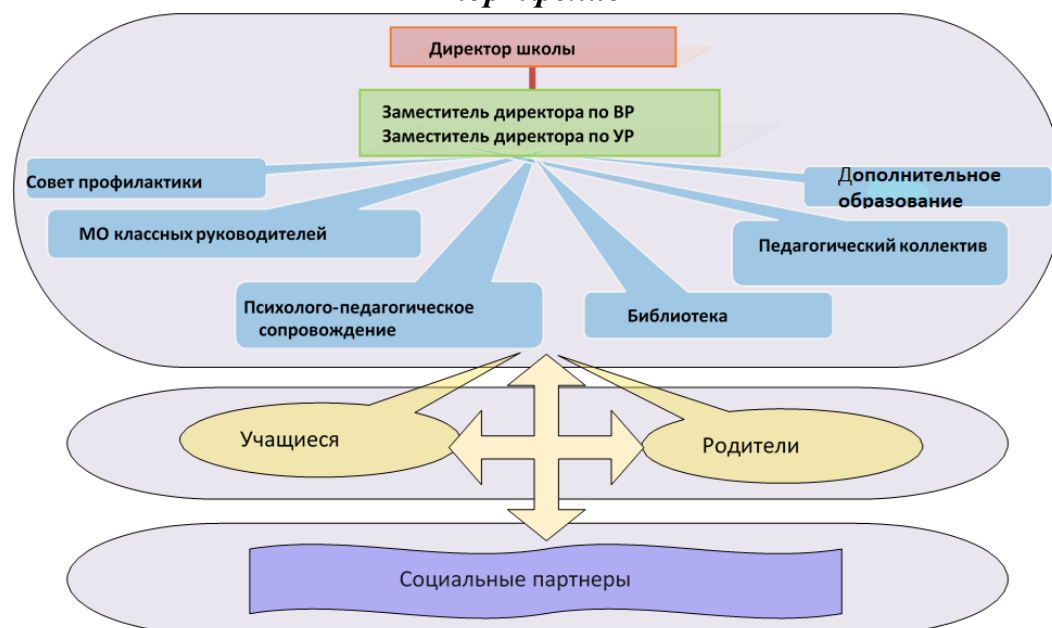 Директор школы
Заместитель директора по ВР
Заместитель директора по УР
Совет профилактики
Дополнительное
образование
МО классных руководителей
Педагогический коллектив
Психолого-педагогическое
сопровождение
Библиотека
Учащиеся
Родители
Социальные партнеры